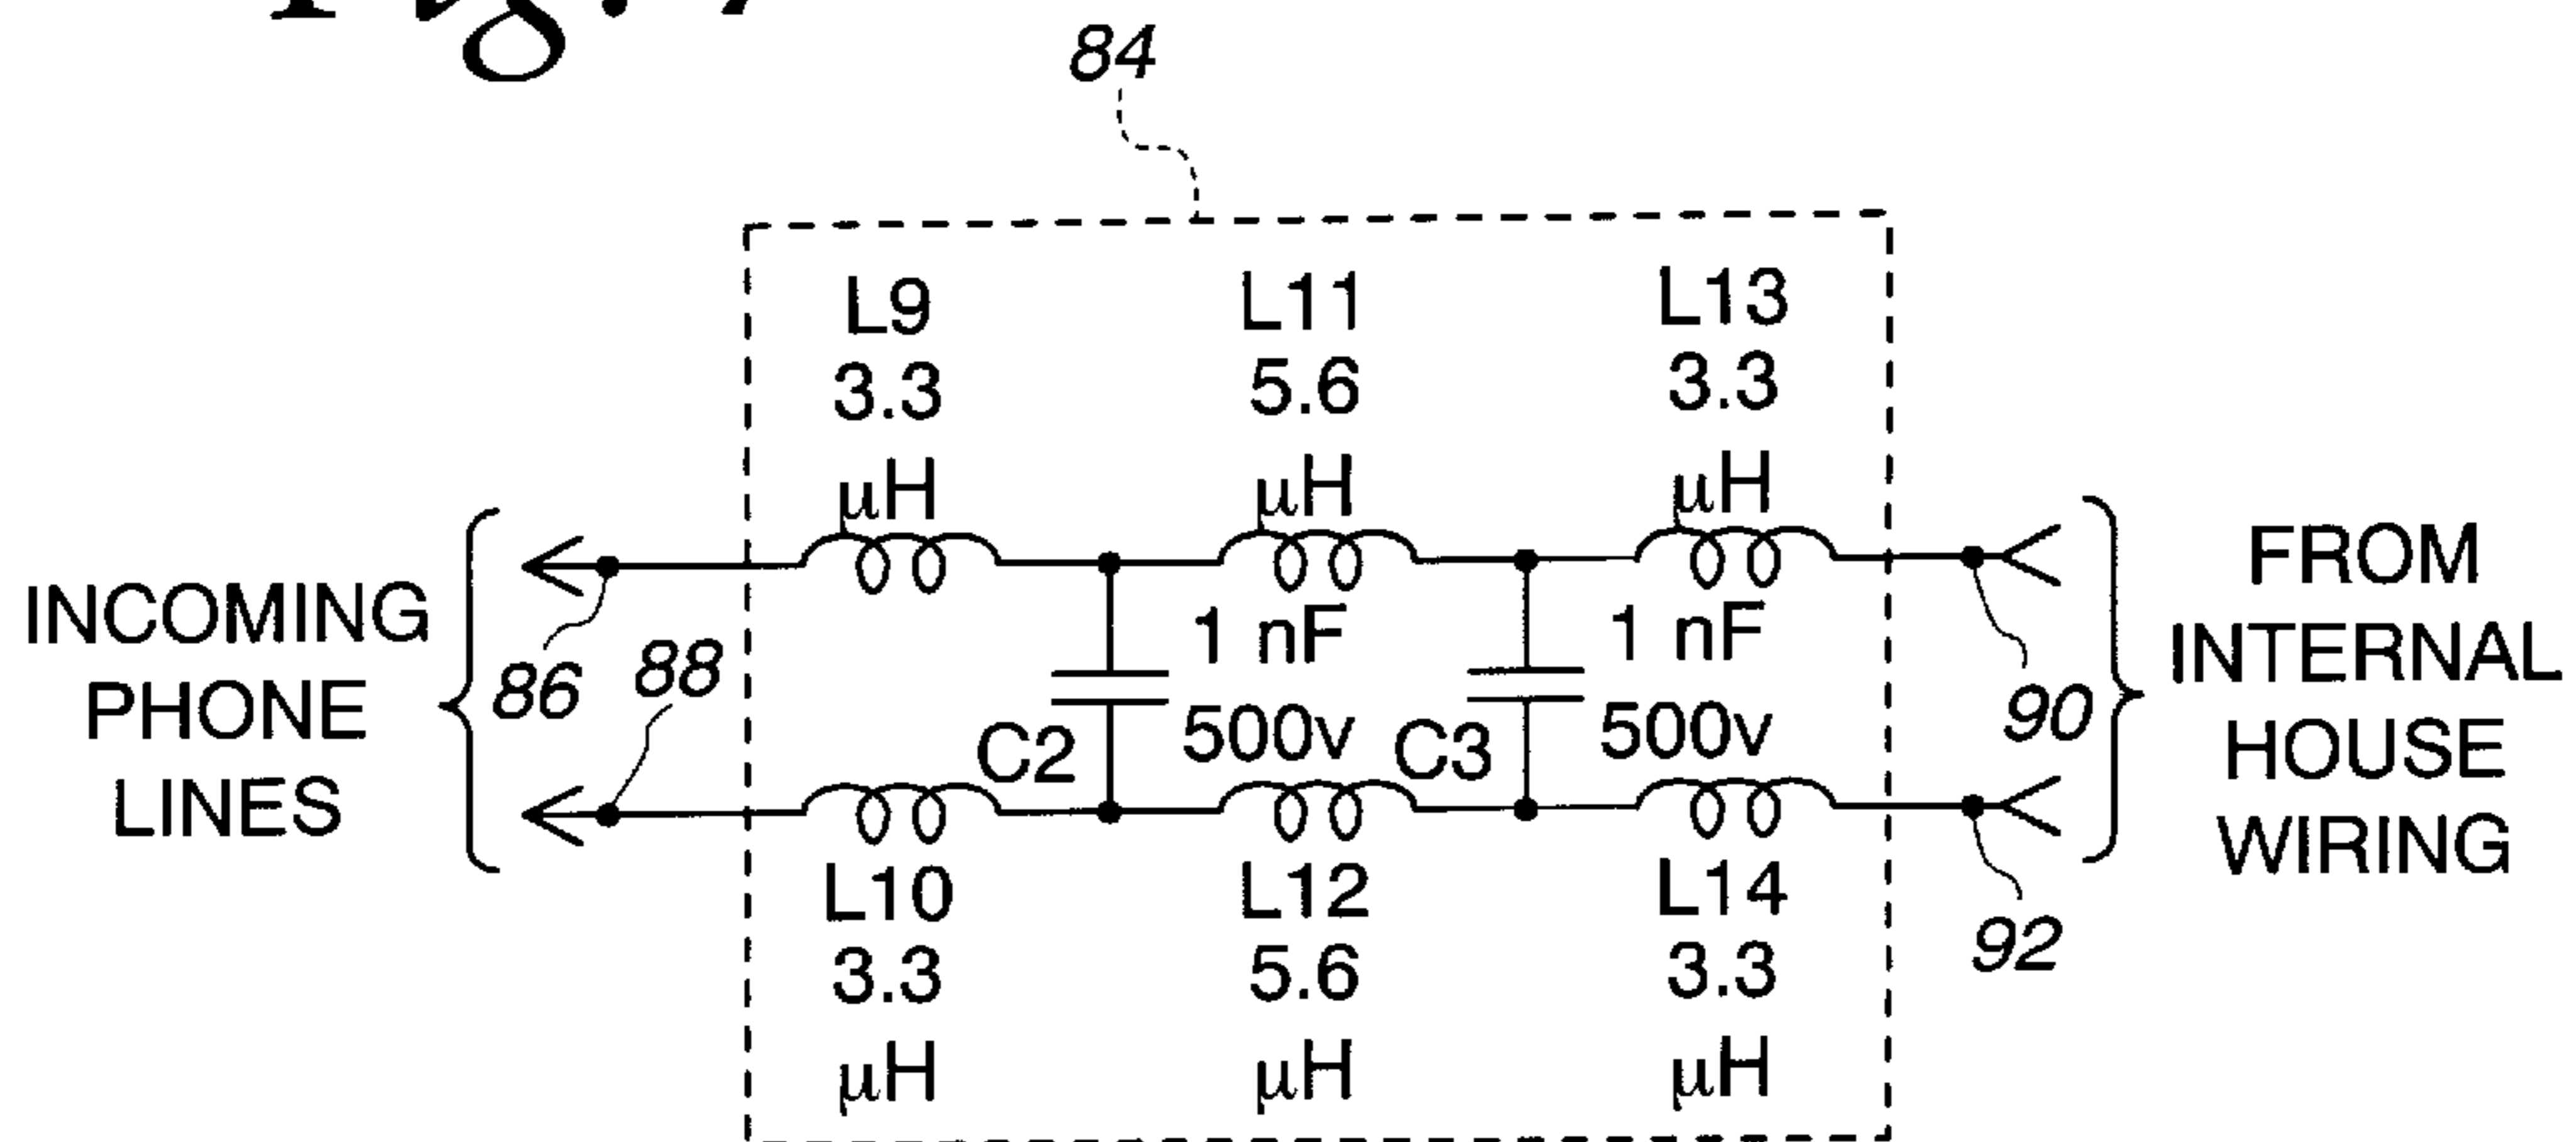 84
L9
3.3
μH
L11
5.6
μH
L13
3.3
μH
INCOMING
PHONE
LINES
86
88
C2
1 nF
500v
C3
1 nF
500v
90
92
FROM
INTERNAL
HOUSE
WIRING
L10
3.3
μH
L12
5.6
μH
L14
3.3
μH